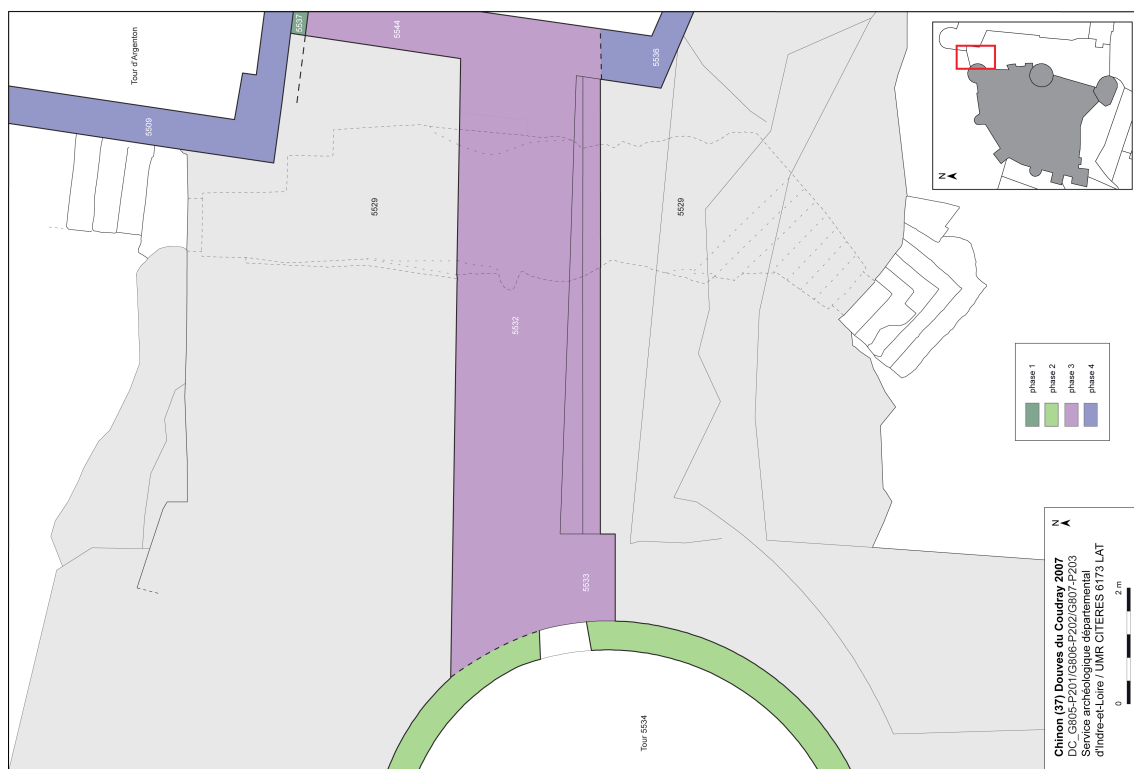 5537
5544
5536
Tour d'Argenton
5509
5529
5529
5532
5533
Tour 5534
N
phase 1
phase 2
phase 3
phase 4
N
Chinon (37) Douves du Coudray 2007
DC_G805-P201/G806-P202/G807-P203
Service archéologique départemental
d'Indre-et-Loire / UMR CITERES 6173 LAT
0 2 m